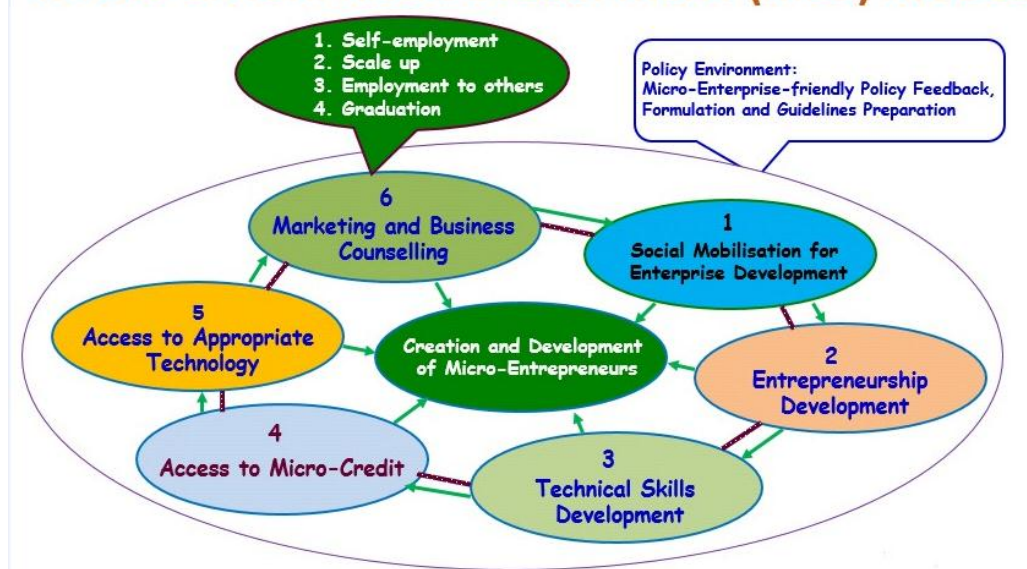 1. Self-employment
2. Scale up
3. Employment to others
4. Graduation
Policy Environment:
Micro-Enterprise-friendly Policy Feedback,
Formulation and Guidelines Preparation
6
Marketing and Business
Counselling
1
Social Mobilisation for
Enterprise Development
5
Access to Appropriate
Technology
Creation and Development
of Micro-Entrepreneurs
2
Entrepreneurship
Development
4
Access to Micro-Credit
3
Technical Skills
Development